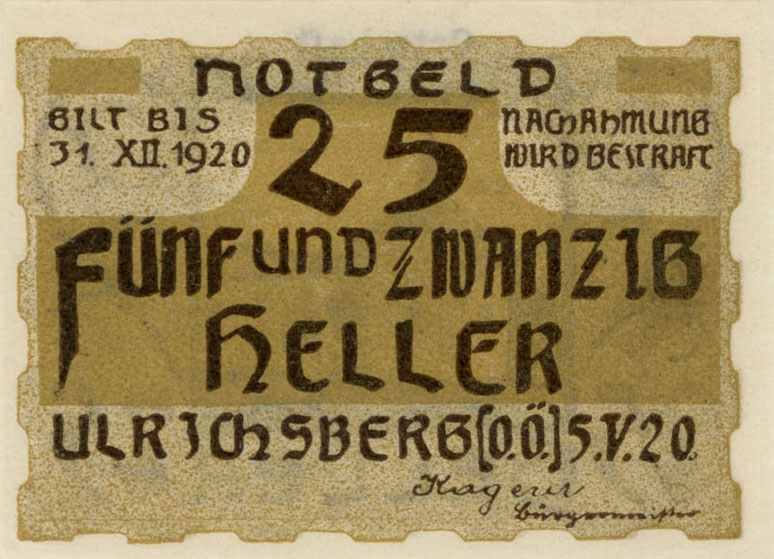 NOTGELD
GILT BIS
31. XII. 1920
25
NACHAHMUNG
WIRD BESTRAFT
FÜNFUNDZWANZIG
HELLER
ULRICHSBERG [O.Ö.] 5.V.20.
Bürgermeister